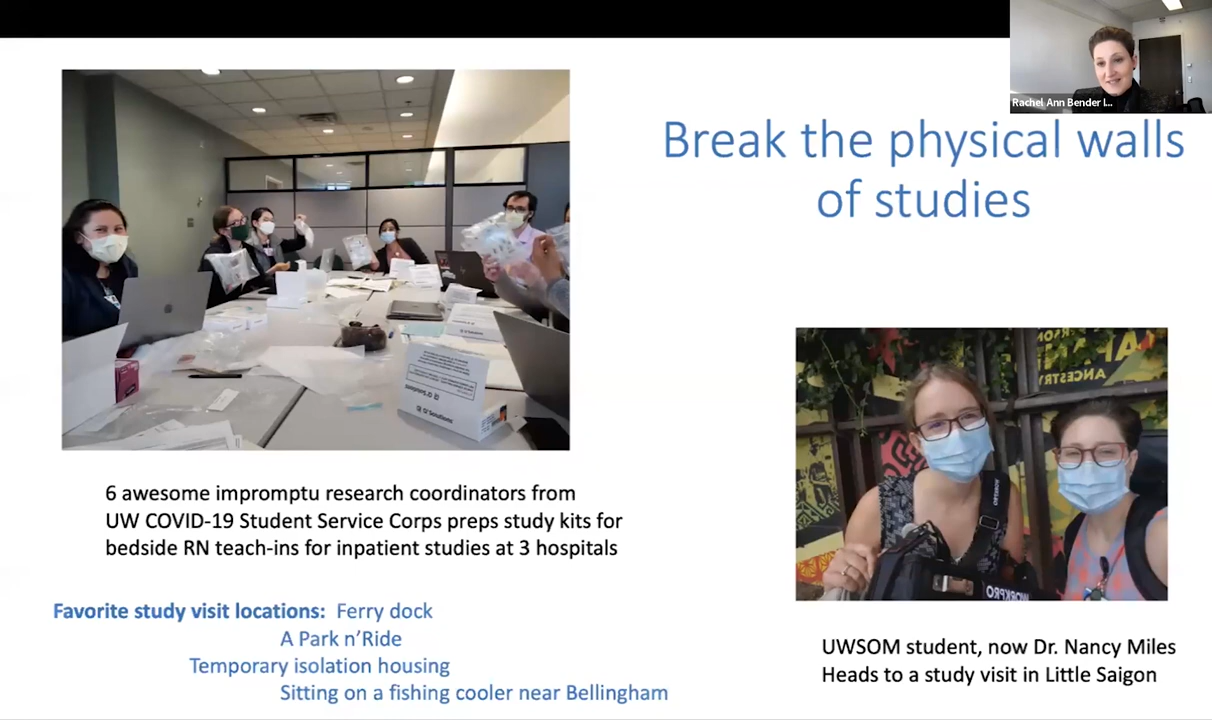 Rachel Ann Bender I...
Break the physical walls
of studies
ANCESTRY
WORKPRO
6 awesome impromptu research coordinators from
UW COVID-19 Student Service Corps preps study kits for
bedside RN teach-ins for inpatient studies at 3 hospitals
Favorite study visit locations: Ferry dock
A Park n'Ride
Temporary isolation housing
Sitting on a fishing cooler near Bellingham
UWSOM student, now Dr. Nancy Miles
Heads to a study visit in Little Saigon